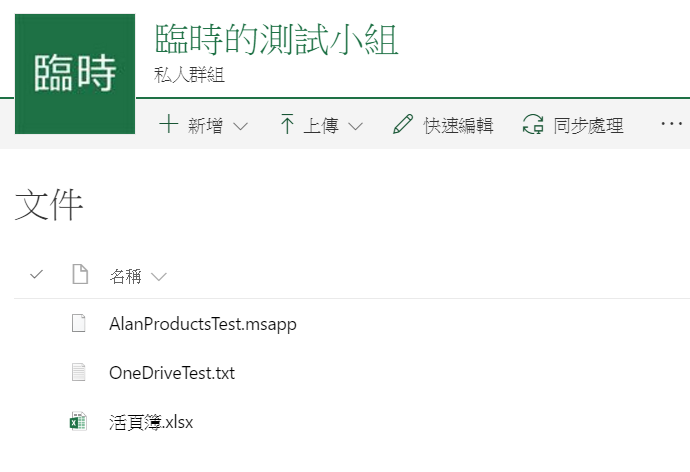 臨時
臨時的測試小組
私人群組
新增 上傳 快速編輯 同步處理 ...
文件
名稱
AlanProductsTest.msapp
OneDriveTest.txt
活頁簿.xlsx